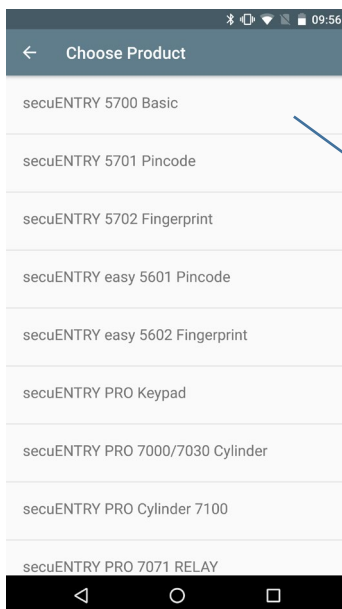 09:56
Choose Product
secuENTRY 5700 Basic
secuENTRY 5701 Pincode
secuENTRY 5702 Fingerprint
secuENTRY easy 5601 Pincode
secuENTRY easy 5602 Fingerprint
secuENTRY PRO Keypad
secuENTRY PRO 7000/7030 Cylinder
secuENTRY PRO Cylinder 7100
secuENTRY PRO 7071 RELAY